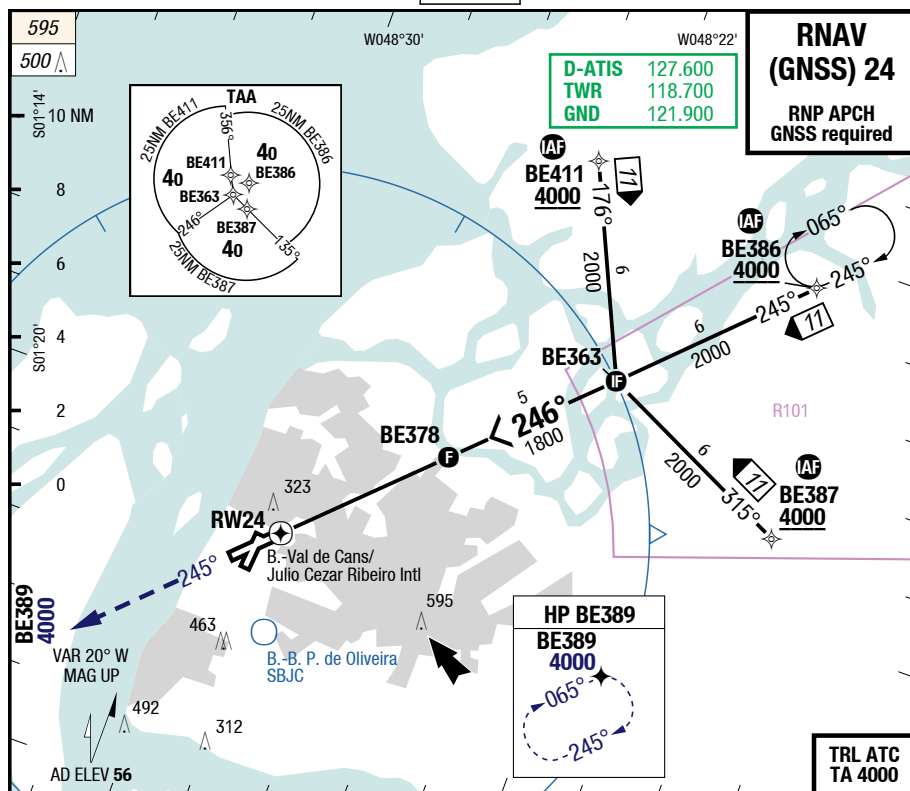 595
500
W048°30'
W048°22'
RNAV
(GNSS) 24
RNP APCH
GNSS required
D-ATIS 127.600
TWR 118.700
GND 121.900
S01°14'
10 NM
8
6
4
2
0
S01°20'
TAA
25NM BE411
25NM BE386
25NM BE387
356°
246°
135°
BE411
40
BE386
40
BE363
BE387
40
IAF
BE411
4000
11
176°
6
2000
IAF
BE386
4000
065°
245°
245°
11
6
2000
BE363
IF
R101
5
246°
1800
BE378
F
6
2000
315°
11
IAF
BE387
4000
323
RW24
B.-Val de Cans/
Julio Cezar Ribeiro Intl
245°
BE389
4000
595
463
B.-B. P. de Oliveira
SBJC
HP BE389
BE389
4000
065°
245°
VAR 20° W
MAG UP
492
312
AD ELEV 56
TRL ATC
TA 4000